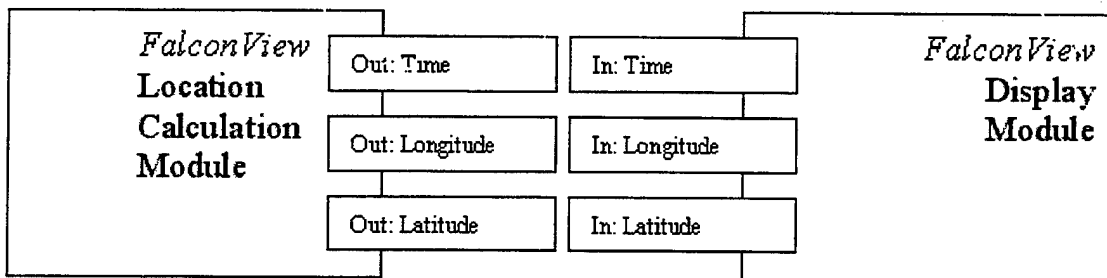 FalconView
Location
Calculation
Module
Out: Time
Out: Longitude
Out: Latitude
In: Time
In: Longitude
In: Latitude
FalconView
Display
Module